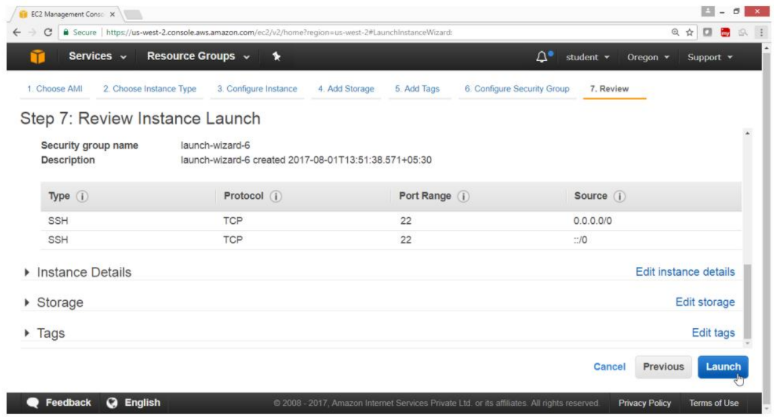 EC2 Management Conso
Secure https://us-west-2.console.aws.amazon.com/ec2/v2/home?region=us-west-2#LaunchInstanceWizard:
Services Resource Groups student Oregon Support
1. Choose AMI 2. Choose Instance Type 3. Configure Instance 4. Add Storage 5. Add Tags 6. Configure Security Group 7. Review
Step 7: Review Instance Launch
Security group name launch-wizard-6
Description launch-wizard-6 created 2017-08-01T13:51:38.571+05:30
Type Protocol Port Range Source
SSH TCP 22 0.0.0.0/0
SSH TCP 22 ::/0
Instance Details Edit instance details
Storage Edit storage
Tags Edit tags
Cancel Previous Launch
Feedback English © 2008 - 2017, Amazon Internet Services Private Ltd. or its affiliates. All rights reserved. Privacy Policy Terms of Use